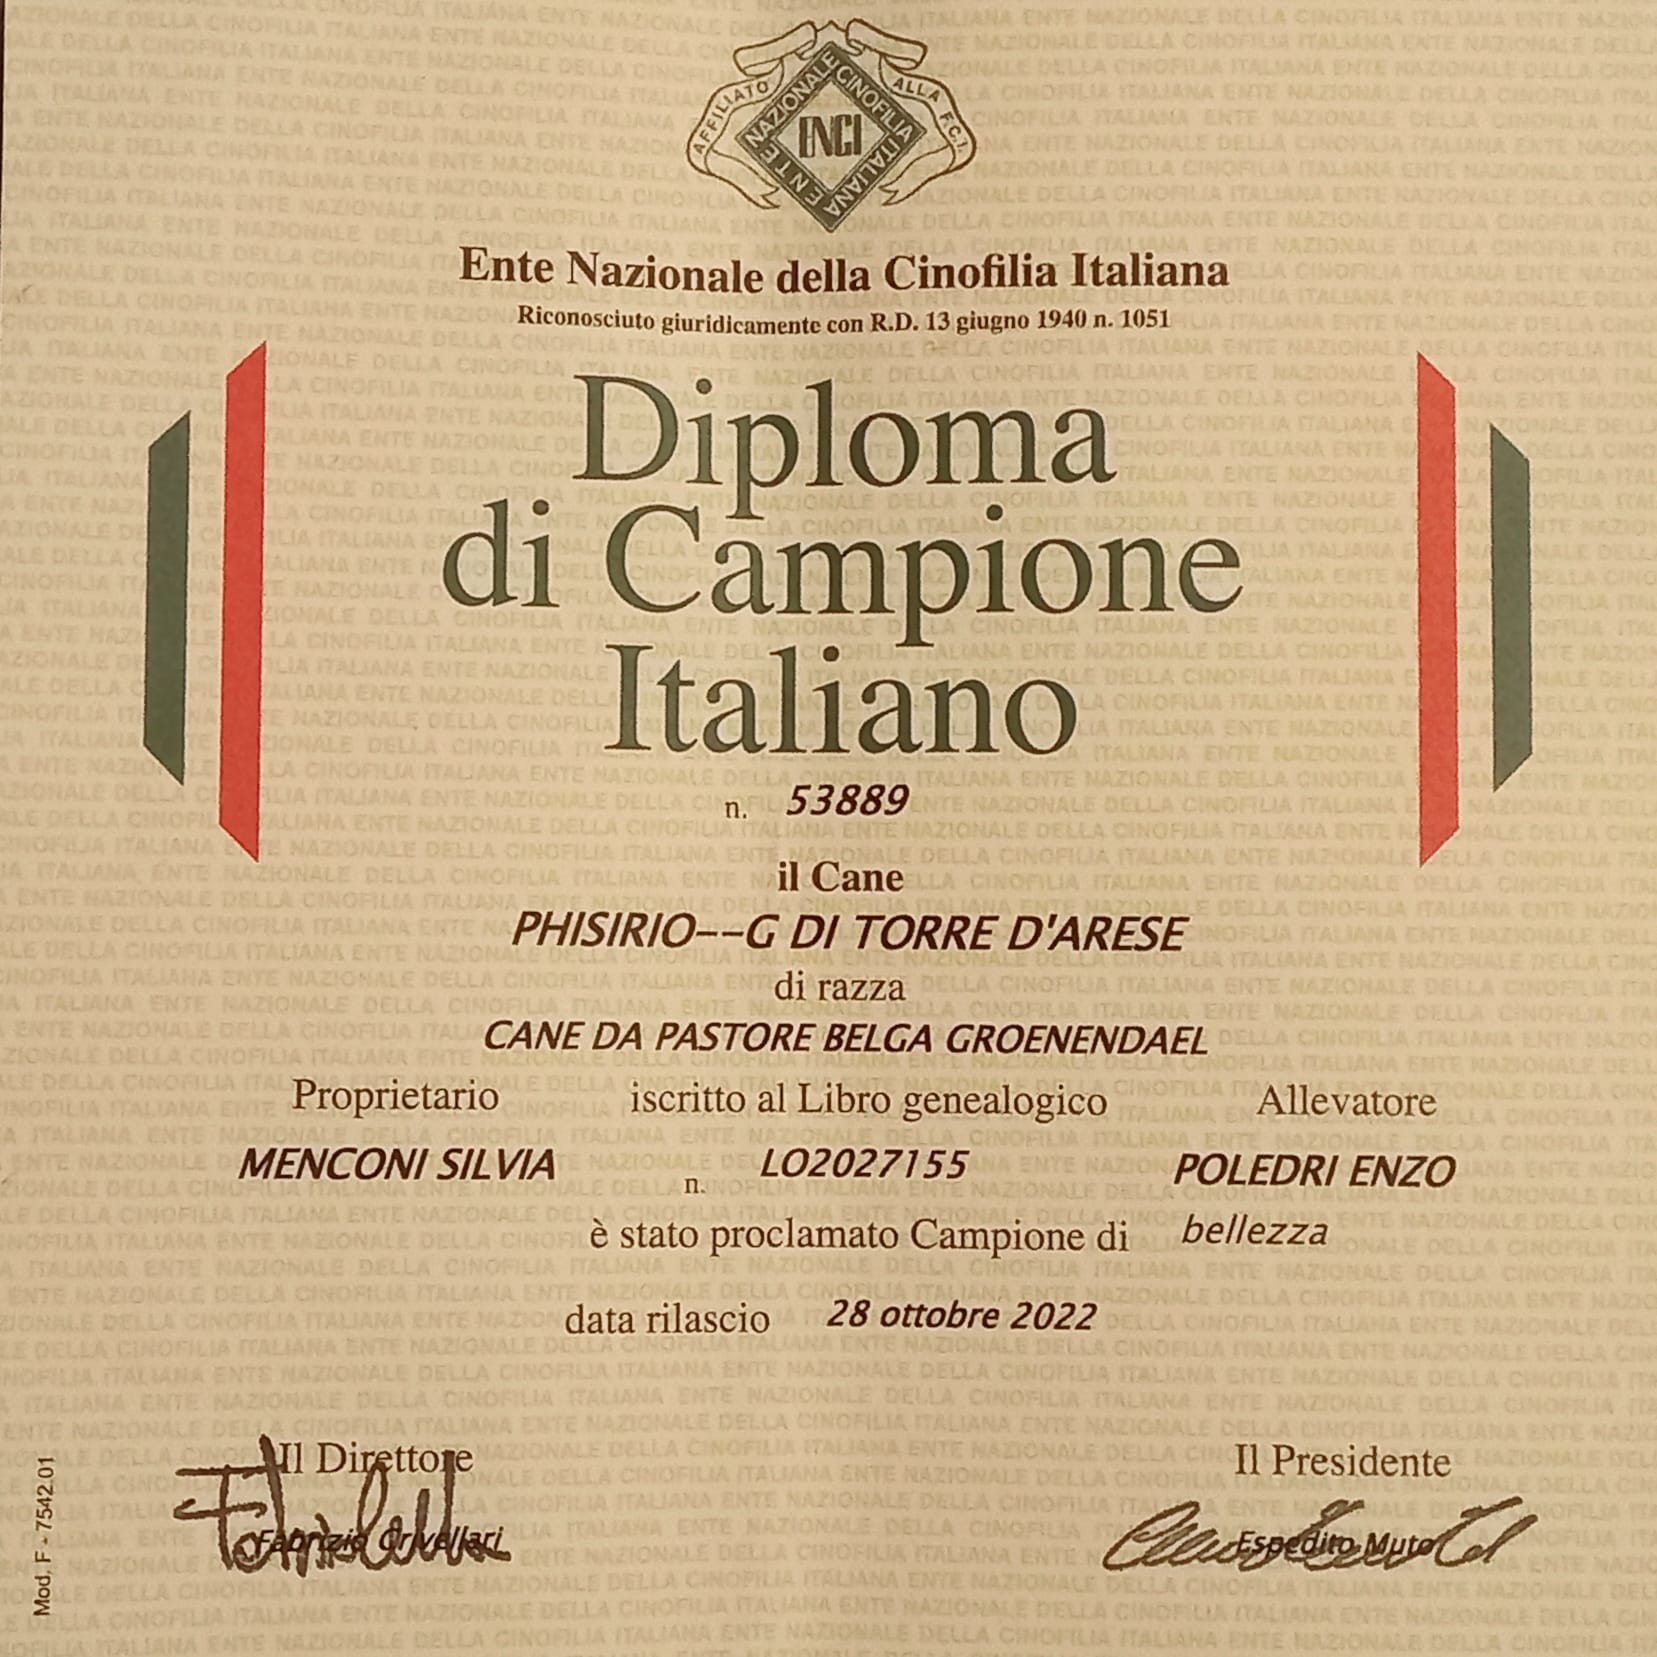 AFFILIATO ALLA F.C.I.
ENTE NAZIONALE CINOFILIA ITALIANA
ENCI
Ente Nazionale della Cinofilia Italiana
Riconosciuto giuridicamente con R.D. 13 giugno 1940 n. 1051
Diploma
di Campione
Italiano
n. 53889
il Cane
PHISIRIO--G DI TORRE D'ARESE
di razza
CANE DA PASTORE BELGA GROENENDAEL
Proprietario iscritto al Libro genealogico Allevatore
MENCONI SILVIA n. LO2027155 POLEDRI ENZO
è stato proclamato Campione di bellezza
data rilascio 28 ottobre 2022
Il Direttore Il Presidente
Fabrizio Crivellari Espedito Muto
Mod. F - 7542.01